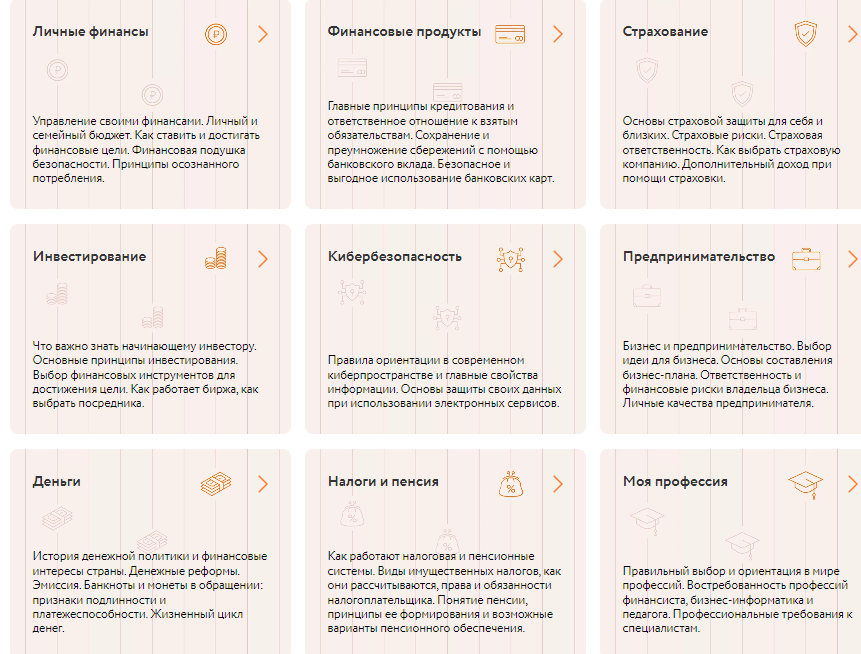 Личные финансы
Управление своими финансами. Личный и
семейный бюджет. Как ставить и достигать
финансовые цели. Финансовая подушка
безопасности. Принципы осознанного
потребления.
Финансовые продукты
Главные принципы кредитования и
ответственное отношение к взятым
обязательствам. Сохранение и
преумножение сбережений с помощью
банковского вклада. Безопасное и
выгодное использование банковских карт.
Страхование
Основы страховой защиты для себя и
близких. Страховые риски. Страховая
ответственность. Как выбрать страховую
компанию. Дополнительный доход при
помощи страховки.
Инвестирование
Что важно знать начинающему инвестору.
Основные принципы инвестирования.
Выбор финансовых инструментов для
достижения цели. Как работает биржа, как
выбрать посредника.
Кибербезопасность
Правила ориентации в современном
киберпространстве и главные свойства
информации. Основы защиты своих данных
при использовании электронных сервисов.
Предпринимательство
Бизнес и предпринимательство. Выбор
идеи для бизнеса. Основы составления
бизнес-плана. Ответственность и
финансовые риски владельца бизнеса.
Личные качества предпринимателя.
Деньги
История денежной политики и финансовые
интересы страны. Денежные реформы.
Эмиссия. Банкноты и монеты в обращении:
признаки подлинности и
платежеспособности. Жизненный цикл
денег.
Налоги и пенсия
Как работают налоговая и пенсионные
системы. Виды имущественных налогов, как
они рассчитываются, права и обязанности
налогоплательщика. Понятие пенсии,
принципы ее формирования и возможные
варианты пенсионного обеспечения.
Моя профессия
Правильный выбор и ориентация в мире
профессий. Востребованность профессий
финансиста, бизнес-информатика и
педагога. Профессиональные требования к
специалистам.